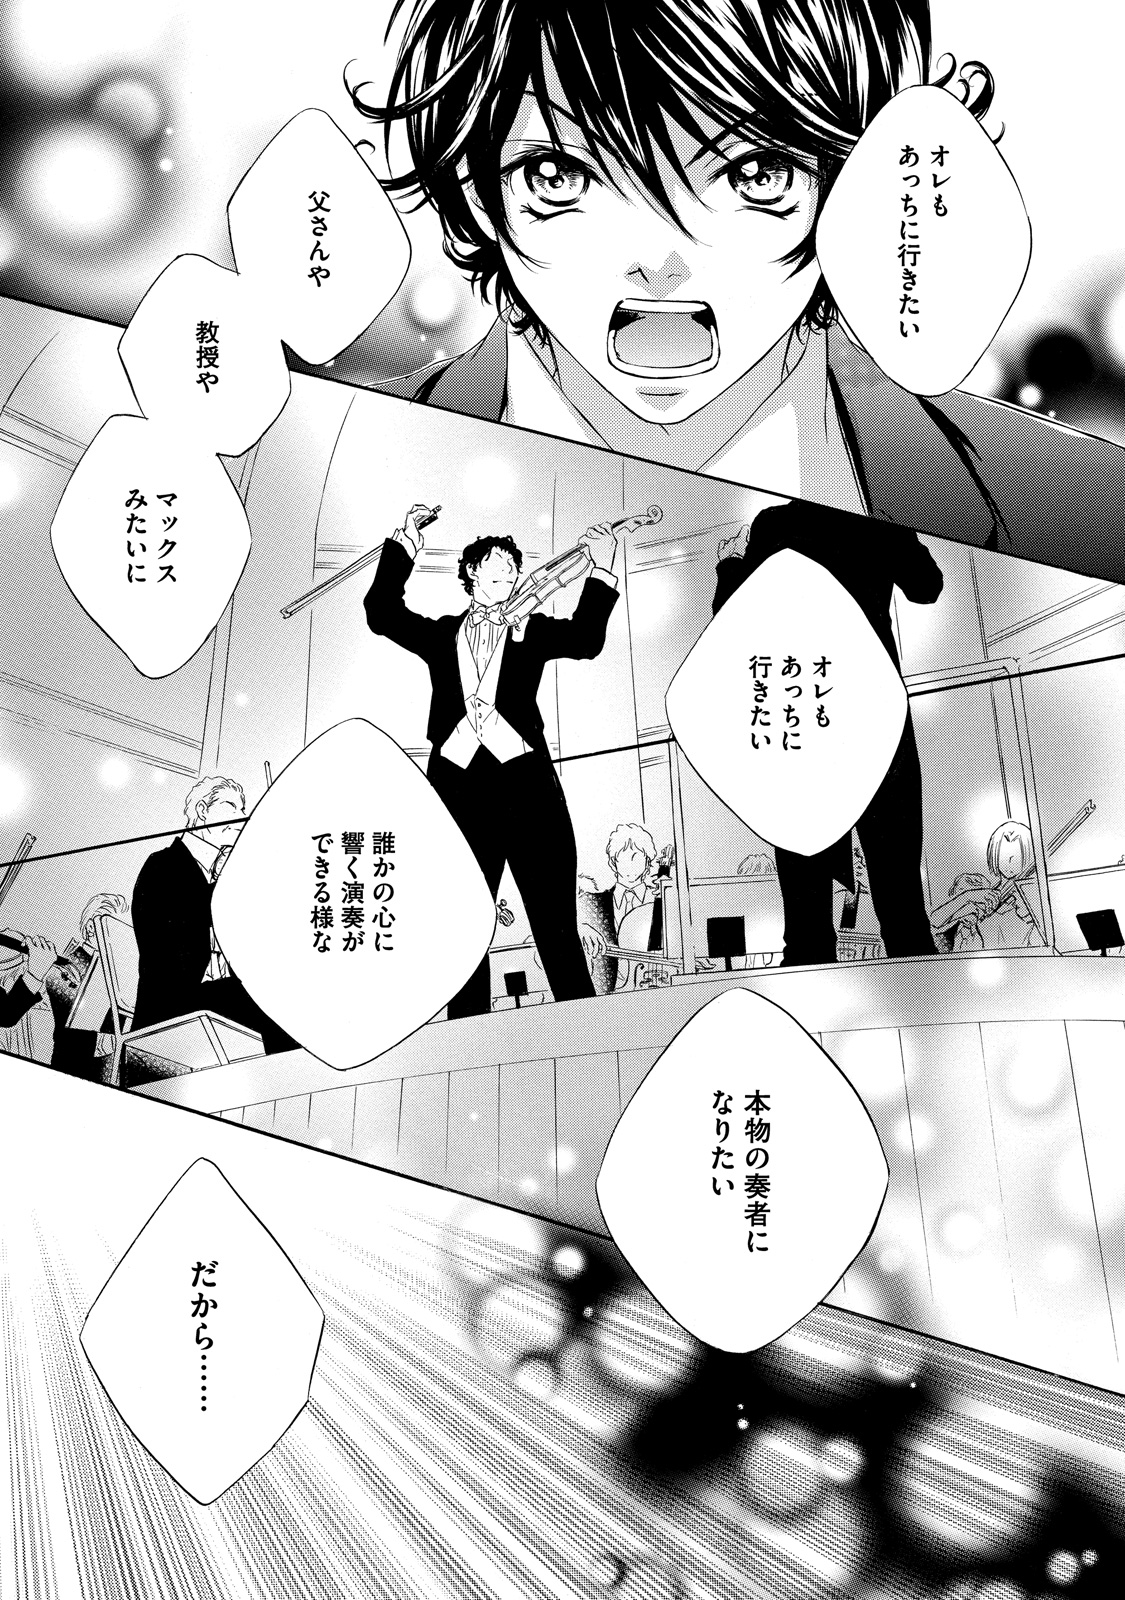 オレも
あっちに行きたい
父さんや
教授や
マックス
みたいに
オレも
あっちに
行きたい
誰かの心に
響く演奏が
できる様な
本物の奏者に
なりたい
だから……